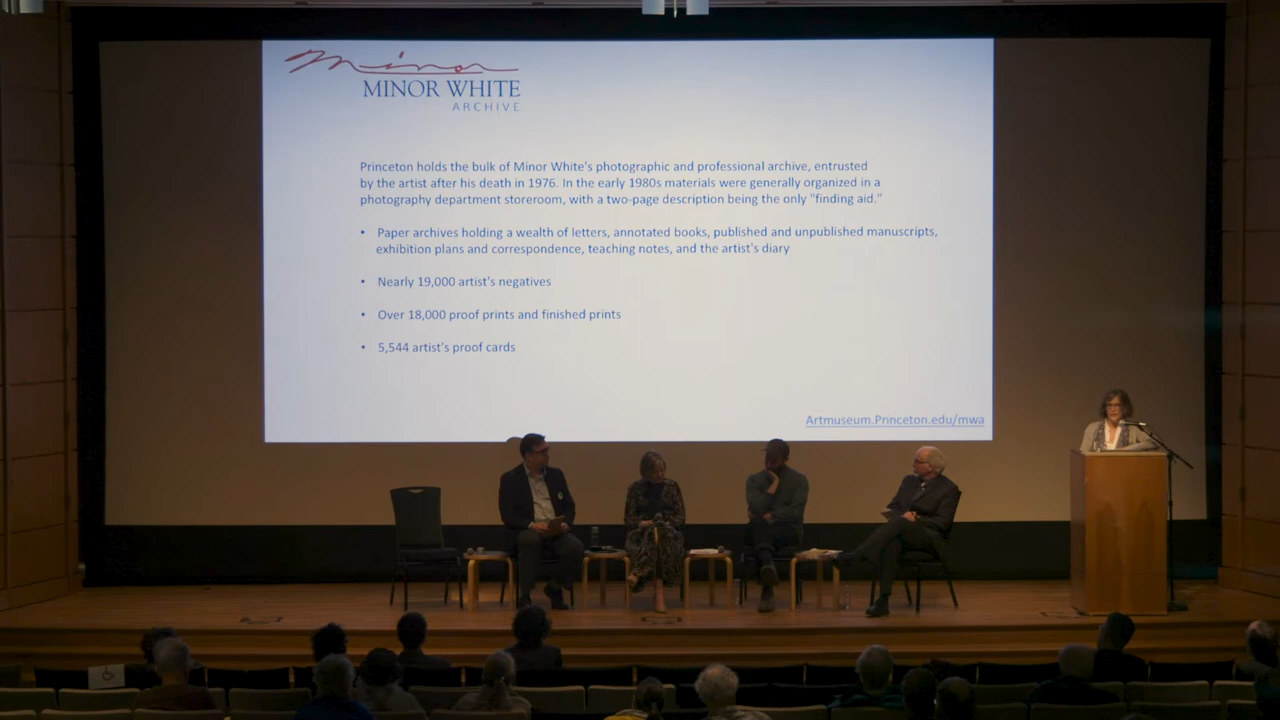 Minor
MINOR WHITE
ARCHIVE
Princeton holds the bulk of Minor White's photographic and professional archive, entrusted
by the artist after his death in 1976. In the early 1980s materials were generally organized in a
photography department storeroom, with a two-page description being the only "finding aid."
• Paper archives holding a wealth of letters, annotated books, published and unpublished manuscripts,
exhibition plans and correspondence, teaching notes, and the artist's diary
• Nearly 19,000 artist's negatives
• Over 18,000 proof prints and finished prints
• 5,544 artist's proof cards
Artmuseum.Princeton.edu/mwa